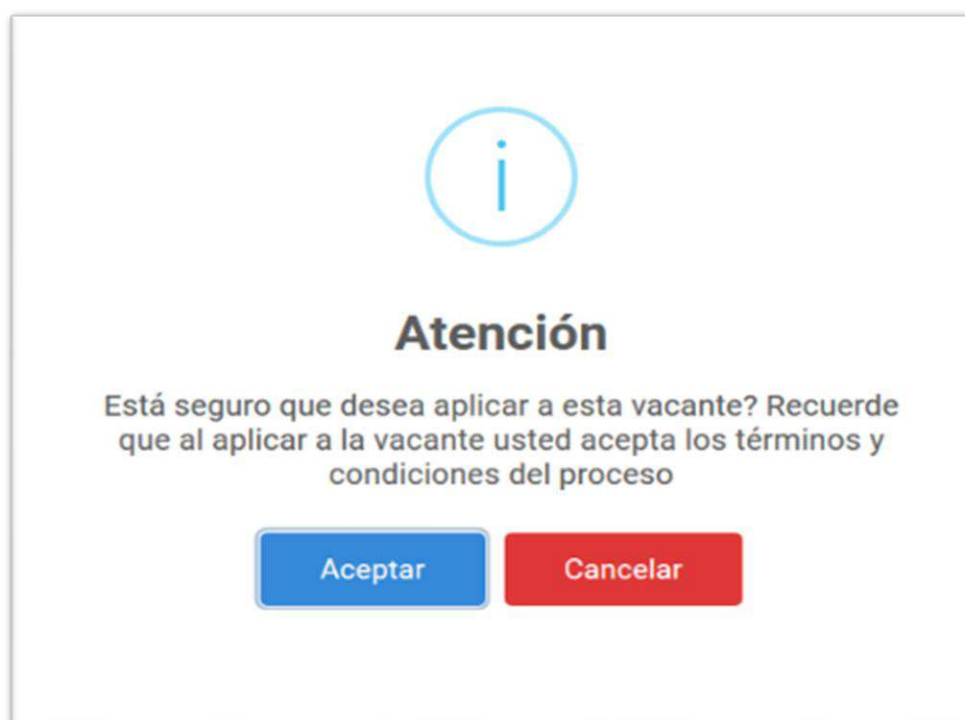 Atención
Está seguro que desea aplicar a esta vacante? Recuerde
que al aplicar a la vacante usted acepta los términos y
condiciones del proceso
Aceptar Cancelar